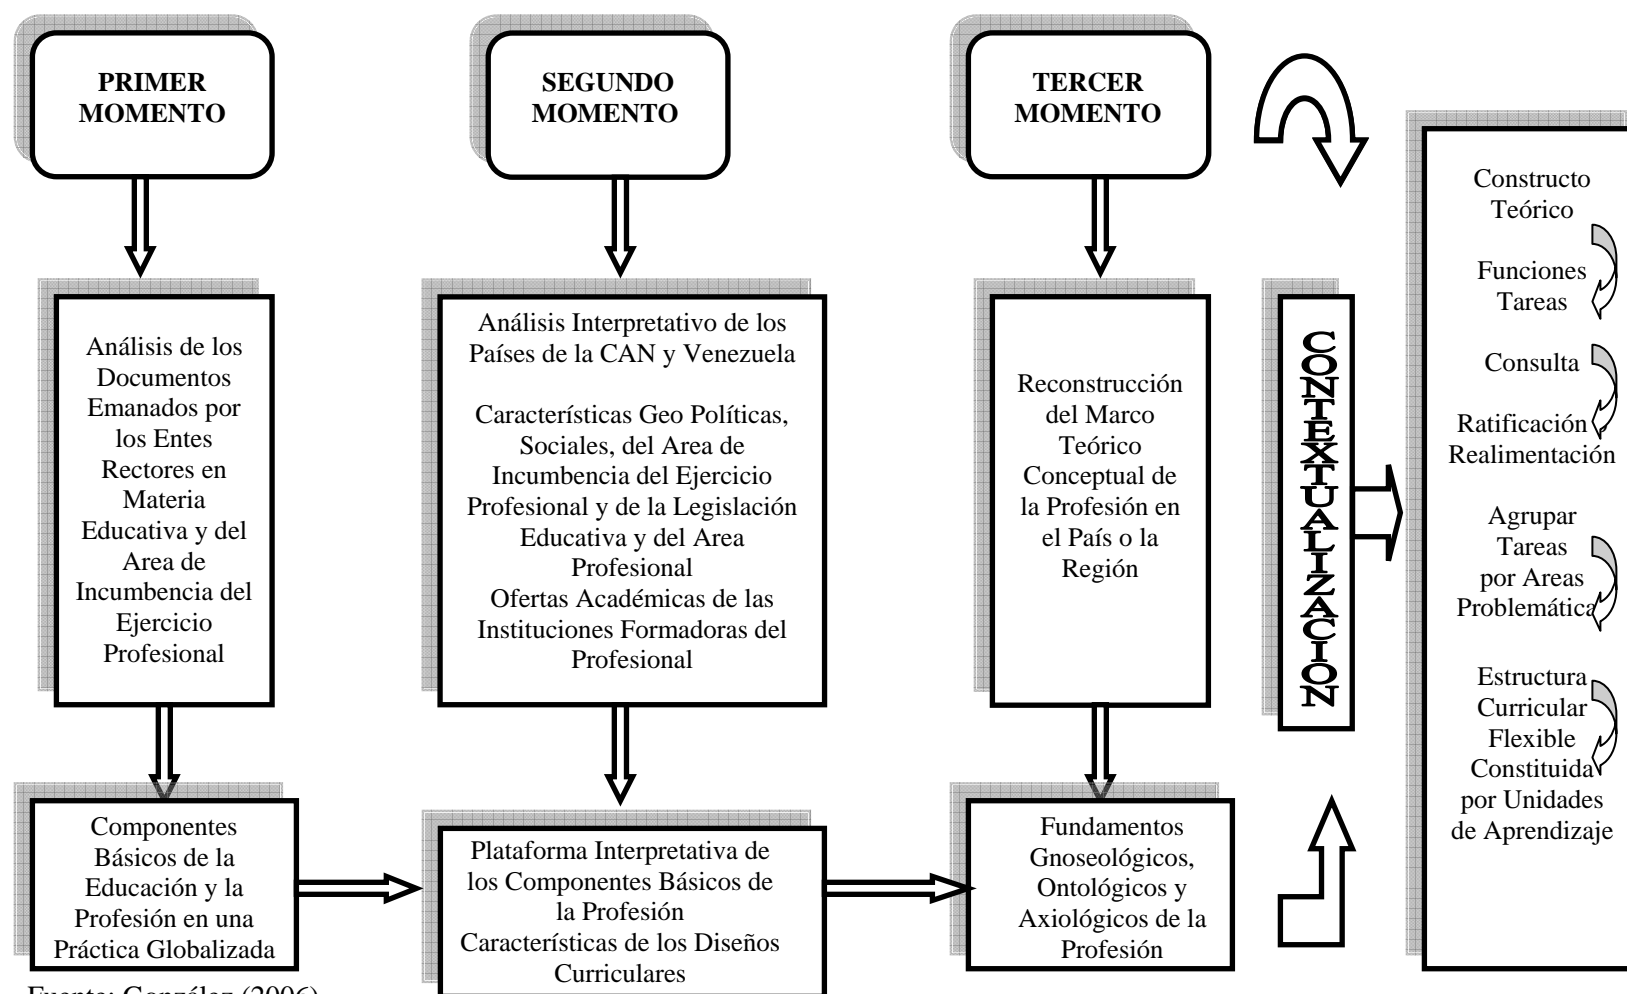 PRIMER
MOMENTO
Análisis de los
Documentos
Emanados por
los Entes
Rectores en
Materia
Educativa y del
Area de
Incumbencia del
Ejercicio
Profesional
Componentes
Básicos de la
Educación y la
Profesión en una
Práctica Globalizada
SEGUNDO
MOMENTO
Análisis Interpretativo de los
Países de la CAN y Venezuela
Característícas Geo Políticas,
Sociales, del Area de
Incumbencia del Ejercicio
Profesional y de la Legislación
Educativa y del Area
Profesional
Ofertas Académicas de las
Instituciones Formadoras del
Profesional
Plataforma Interpretativa de
los Componentes Básicos de
la Profesión
Características de los Diseños
Curriculares
TERCER
MOMENTO
Reconstrucción
del Marco
Teórico
Conceptual de
la Profesión en
el País o la
Región
Fundamentos
Gnoseológicos,
Ontológicos y
Axiológicos de la
Profesión
CONTEXTUALIZACION
Constructo
Teórico
Funciones
Tareas
Consulta
Ratificación
Realimentación
Agrupar
Tareas
por Areas
Problemática
Estructura
Curricular
Flexible
Constituida
por Unidades
de Aprendizaje
Fuente: González (2006)